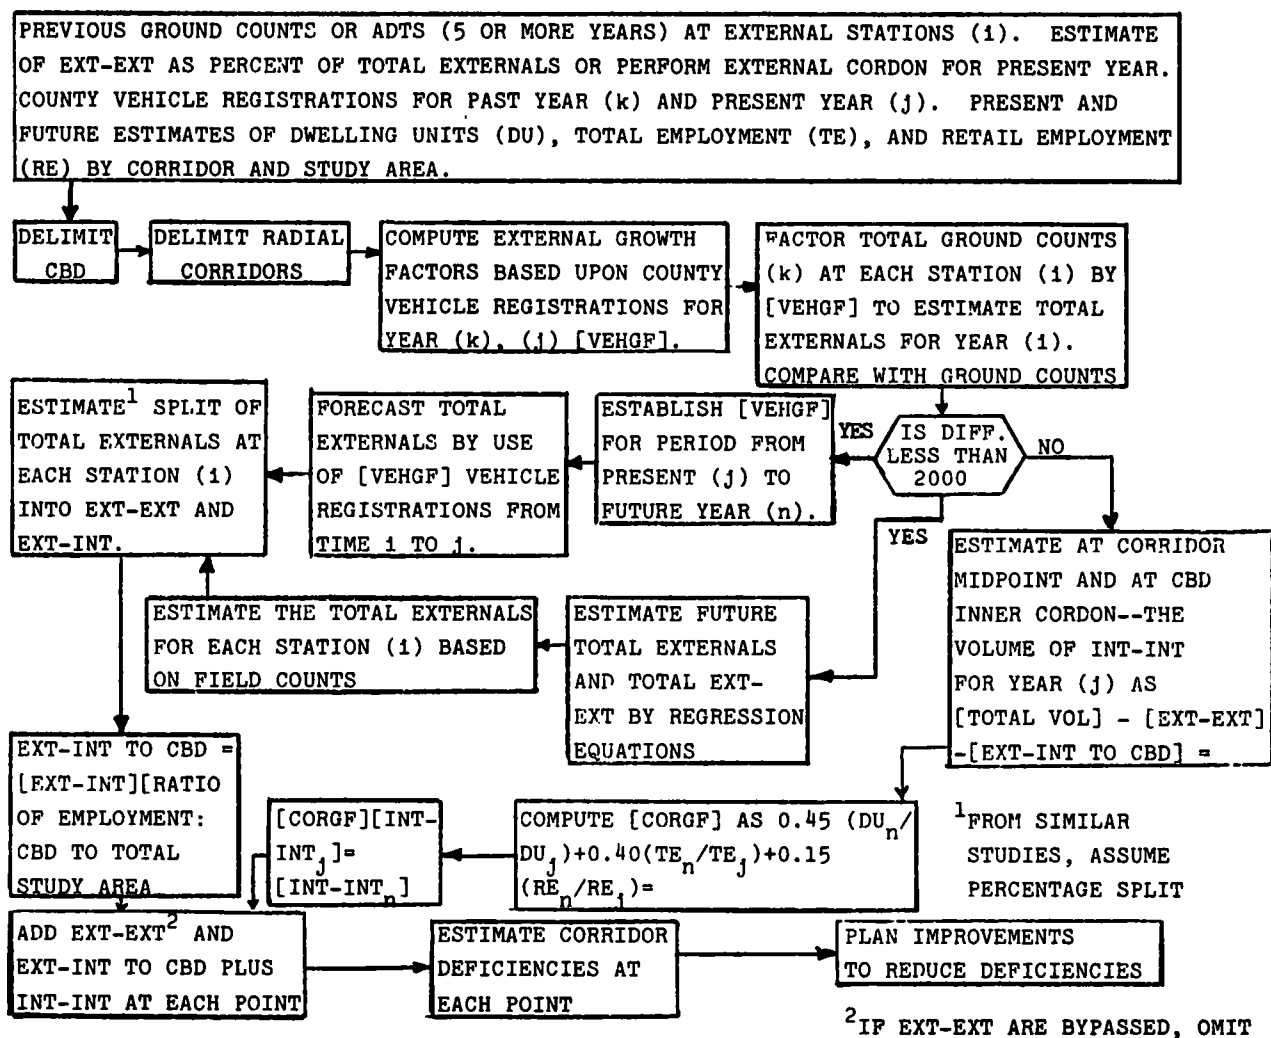 PREVIOUS GROUND COUNTS OR ADTS (5 OR MORE YEARS) AT EXTERNAL STATIONS (i). ESTIMATE
OF EXT-EXT AS PERCENT OF TOTAL EXTERNALS OR PERFORM EXTERNAL CORDON FOR PRESENT YEAR.
COUNTY VEHICLE REGISTRATIONS FOR PAST YEAR (k) AND PRESENT YEAR (j). PRESENT AND
FUTURE ESTIMATES OF DWELLING UNITS (DU), TOTAL EMPLOYMENT (TE), AND RETAIL EMPLOYMENT
(RE) BY CORRIDOR AND STUDY AREA.
DELIMIT
CBD
DELIMIT RADIAL
CORRIDORS
COMPUTE EXTERNAL GROWTH
FACTORS BASED UPON COUNTY
VEHICLE REGISTRATIONS FOR
YEAR (k), (j) [VEHGF].
FACTOR TOTAL GROUND COUNTS
(k) AT EACH STATION (i) BY
[VEHGF] TO ESTIMATE TOTAL
EXTERNALS FOR YEAR (i).
COMPARE WITH GROUND COUNTS
IS DIFF.
LESS THAN
2000
YES
NO
YES
ESTABLISH [VEHGF]
FOR PERIOD FROM
PRESENT (j) TO
FUTURE YEAR (n).
FORECAST TOTAL
EXTERNALS BY USE
OF [VEHGF] VEHICLE
REGISTRATIONS FROM
TIME i TO j.
ESTIMATE¹ SPLIT OF
TOTAL EXTERNALS AT
EACH STATION (i)
INTO EXT-EXT AND
EXT-INT.
ESTIMATE THE TOTAL EXTERNALS
FOR EACH STATION (i) BASED
ON FIELD COUNTS
ESTIMATE FUTURE
TOTAL EXTERNALS
AND TOTAL EXT-
EXT BY REGRESSION
EQUATIONS
ESTIMATE AT CORRIDOR
MIDPOINT AND AT CBD
INNER CORDON--THE
VOLUME OF INT-INT
FOR YEAR (j) AS
[TOTAL VOL] - [EXT-EXT]
-[EXT-INT TO CBD] =
EXT-INT TO CBD =
[EXT-INT][RATIO
OF EMPLOYMENT:
CBD TO TOTAL
STUDY AREA
[CORGF][INT-
INTj]=
[INT-INTn]
COMPUTE [CORGF] AS 0.45 (DUn/
DUj)+0.40(TEn/TEj)+0.15
(REn/REj)=
¹FROM SIMILAR
STUDIES, ASSUME
PERCENTAGE SPLIT
ADD EXT-EXT² AND
EXT-INT TO CBD PLUS
INT-INT AT EACH POINT
ESTIMATE CORRIDOR
DEFICIENCIES AT
EACH POINT
PLAN IMPROVEMENTS
TO REDUCE DEFICIENCIES
²IF EXT-EXT ARE BYPASSED, OMIT